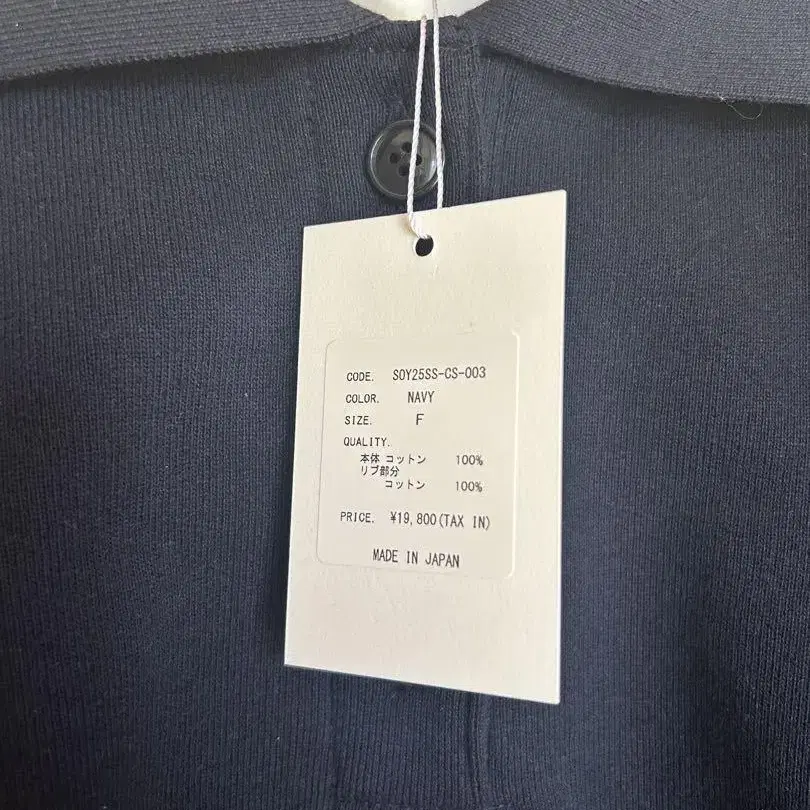 CODE. SOY25SS-CS-003
COLOR. NAVY
SIZE. F
QUALITY.
本体 コットン 100%
リブ部分
コットン 100%
PRICE. ¥19,800(TAX IN)
MADE IN JAPAN